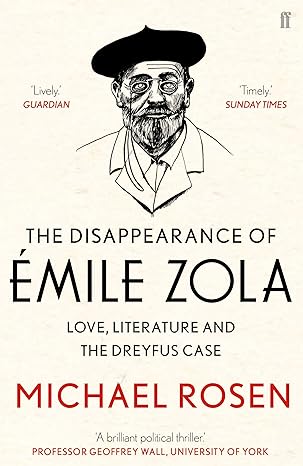 ff
'Lively.'
GUARDIAN
'Timely.'
SUNDAY TIMES
THE DISAPPEARANCE OF
ÉMILE ZOLA
LOVE, LITERATURE AND
THE DREYFUS CASE
MICHAEL ROSEN
'A brilliant political thriller.'
PROFESSOR GEOFFREY WALL, UNIVERSITY OF YORK